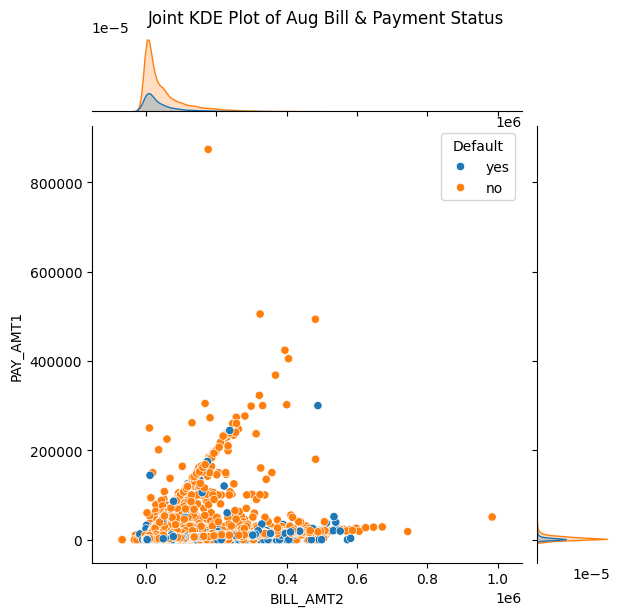 Joint KDE Plot of Aug Bill & Payment Status
1e−5
1e6
Default
yes
no
800000
600000
400000
200000
0
PAY_AMT1
0.0 0.2 0.4 0.6 0.8 1.0
1e−5
1e6
BILL_AMT2